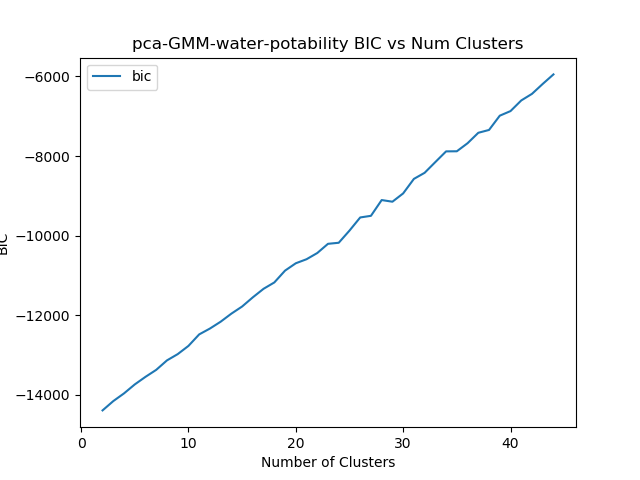 pca-GMM-water-potability BIC vs Num Clusters
bic
−6000
−8000
−10000
−12000
−14000
BIC
0 10 20 30 40
Number of Clusters